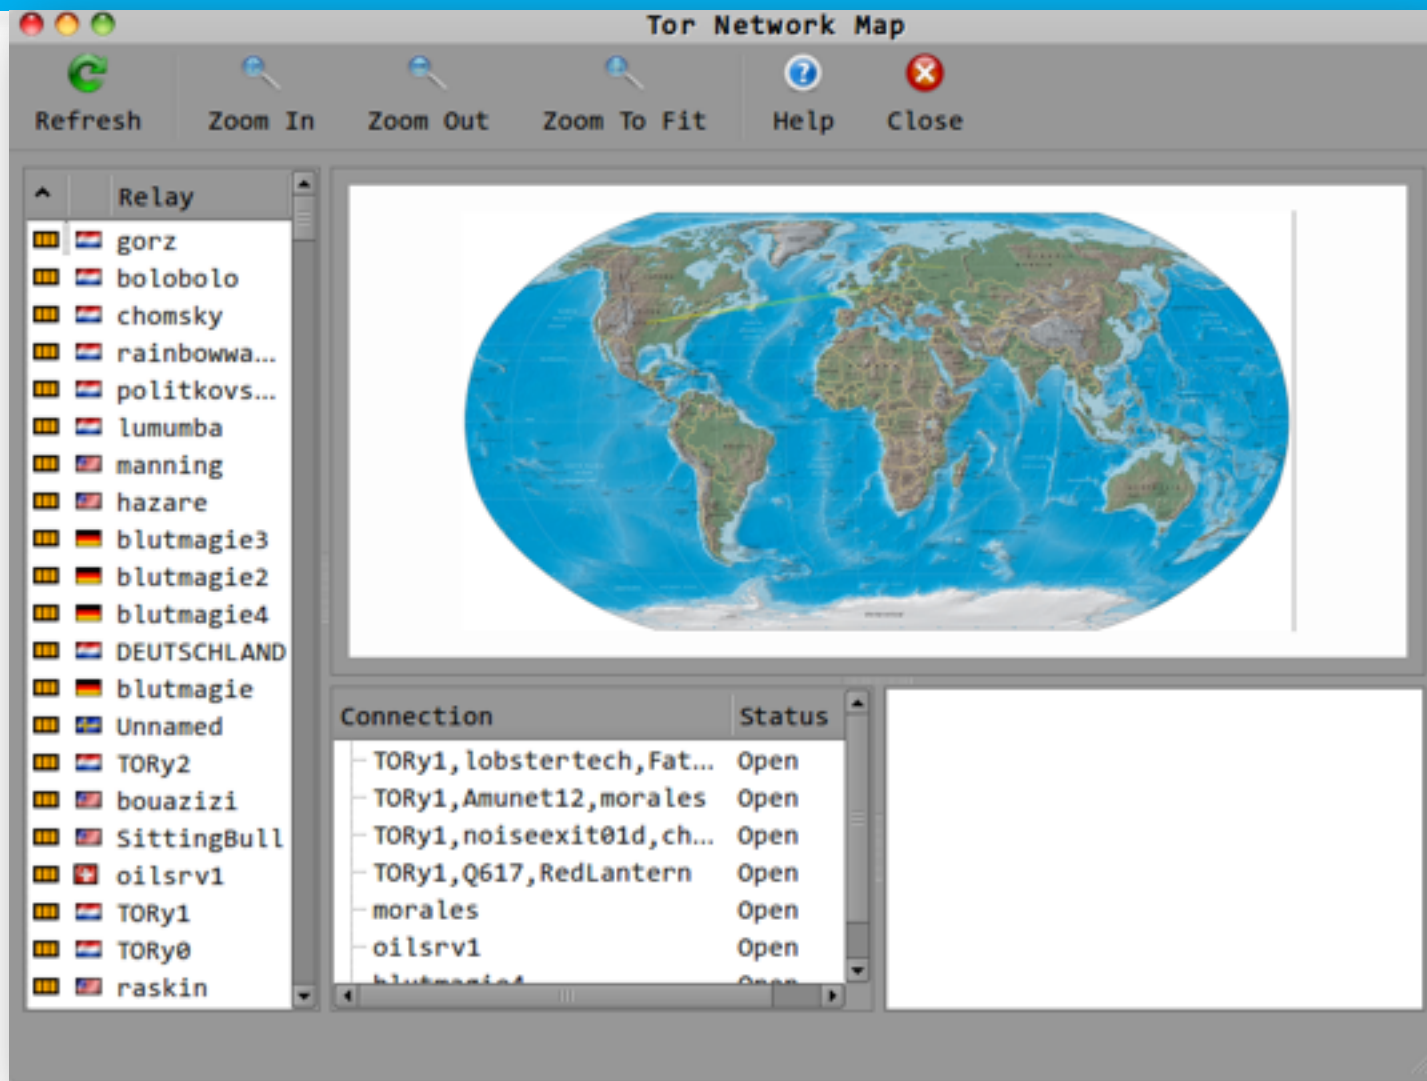 Tor Network Map
Refresh
Zoom In
Zoom Out
Zoom To Fit
Help
Close
Relay
gorz
bolobolo
chomsky
rainbowwa...
politkovs...
lumumba
manning
hazare
blutmagie3
blutmagie2
blutmagie4
DEUTSCHLAND
blutmagie
Unnamed
TORy2
bouazizi
SittingBull
oilsrv1
TORy1
TORy0
raskin
Connection Status
TORy1,lobstertech,Fat... Open
TORy1,Amunet12,morales Open
TORy1,noiseexit01d,ch... Open
TORy1,Q617,RedLantern Open
morales Open
oilsrv1 Open
blutmagie4 Open